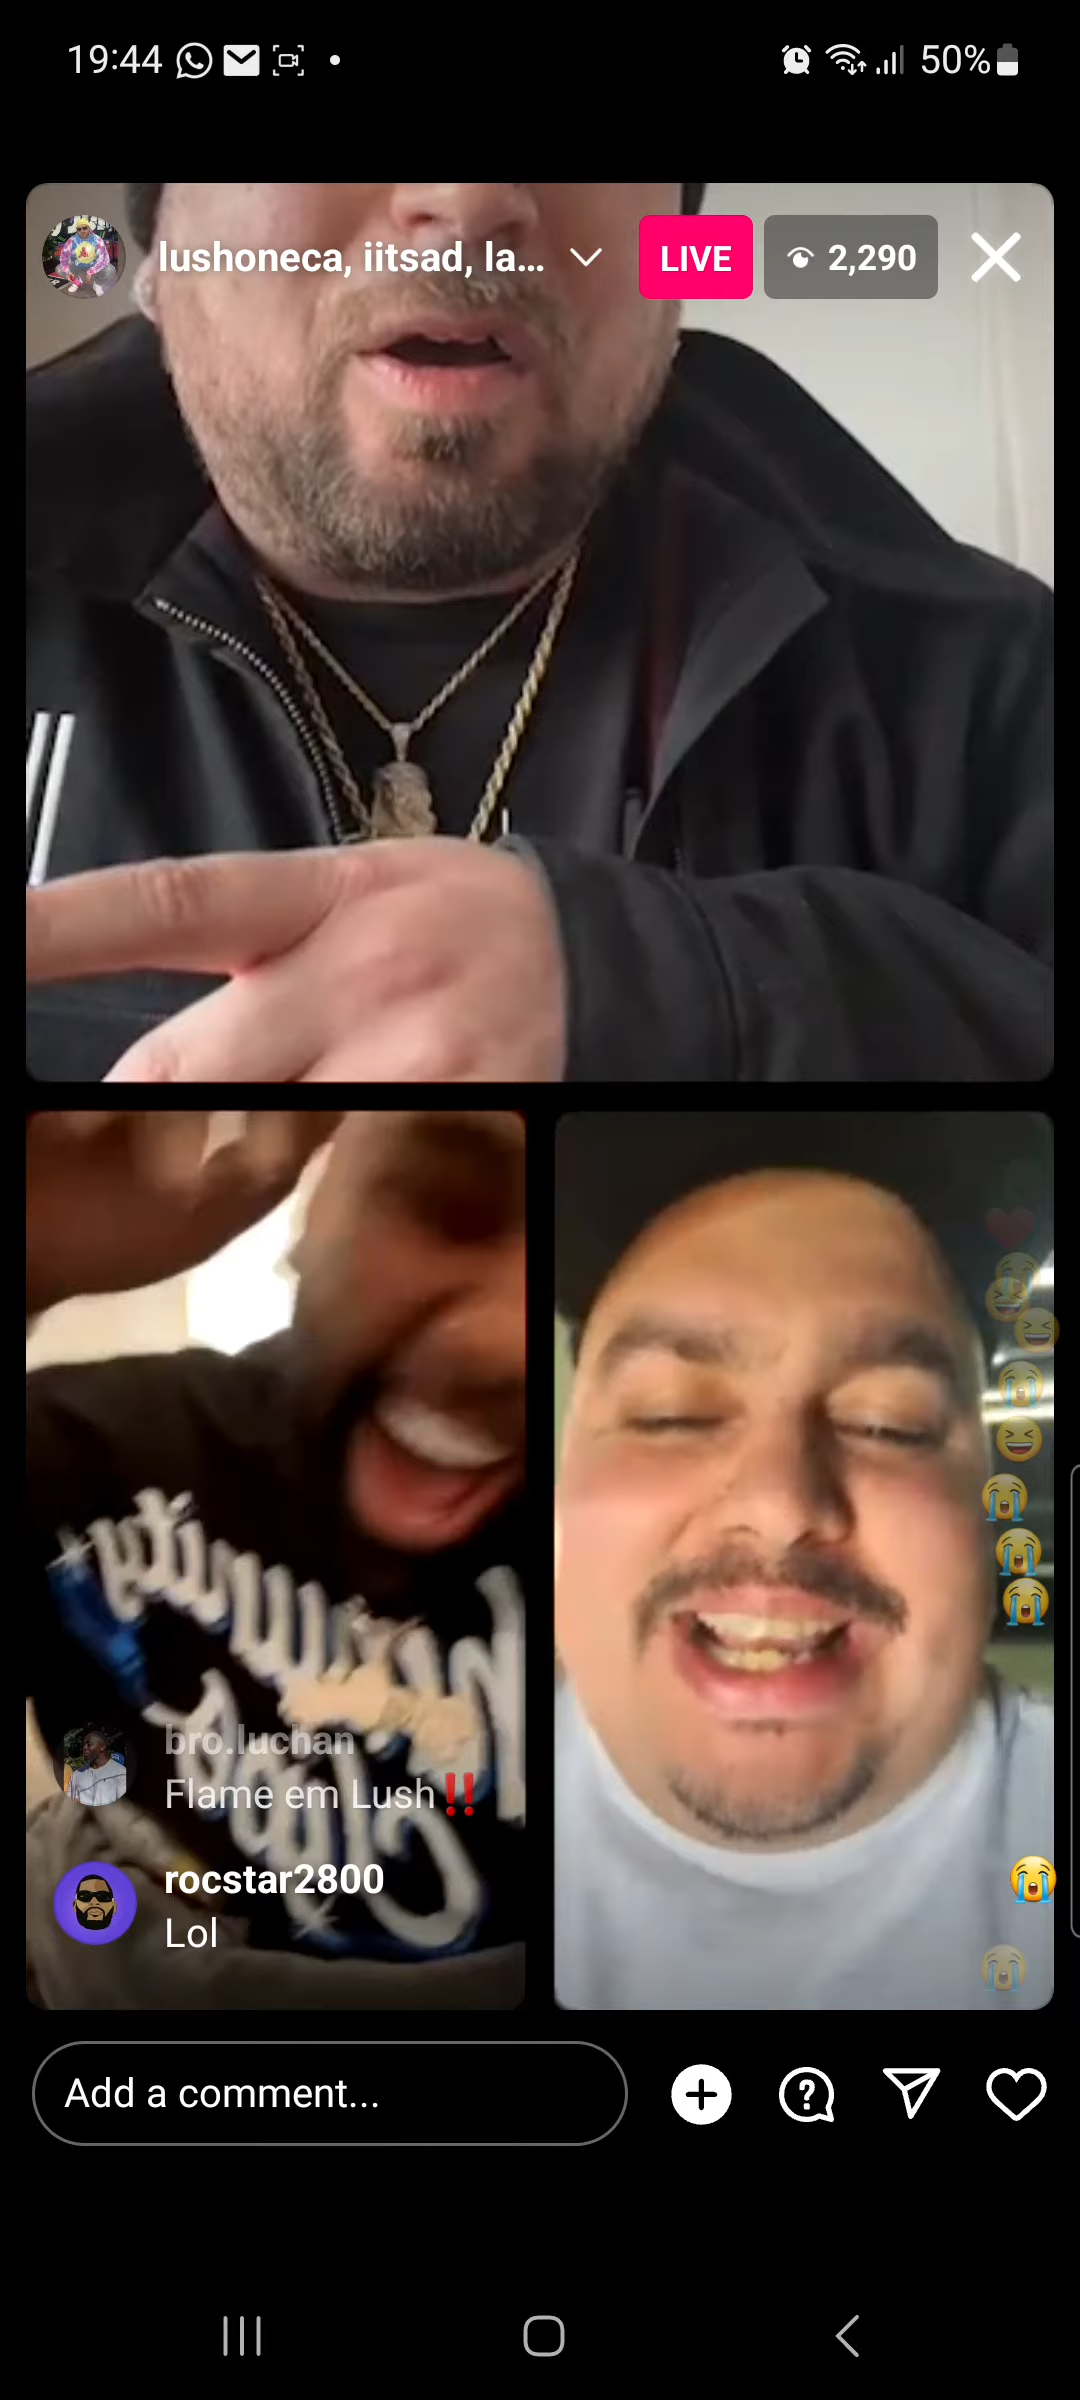 19:44
50%
lushoneca, iitsad, la...
LIVE
2,290
bro.luchan
Flame em Lush‼️
rocstar2800
Lol
Add a comment...